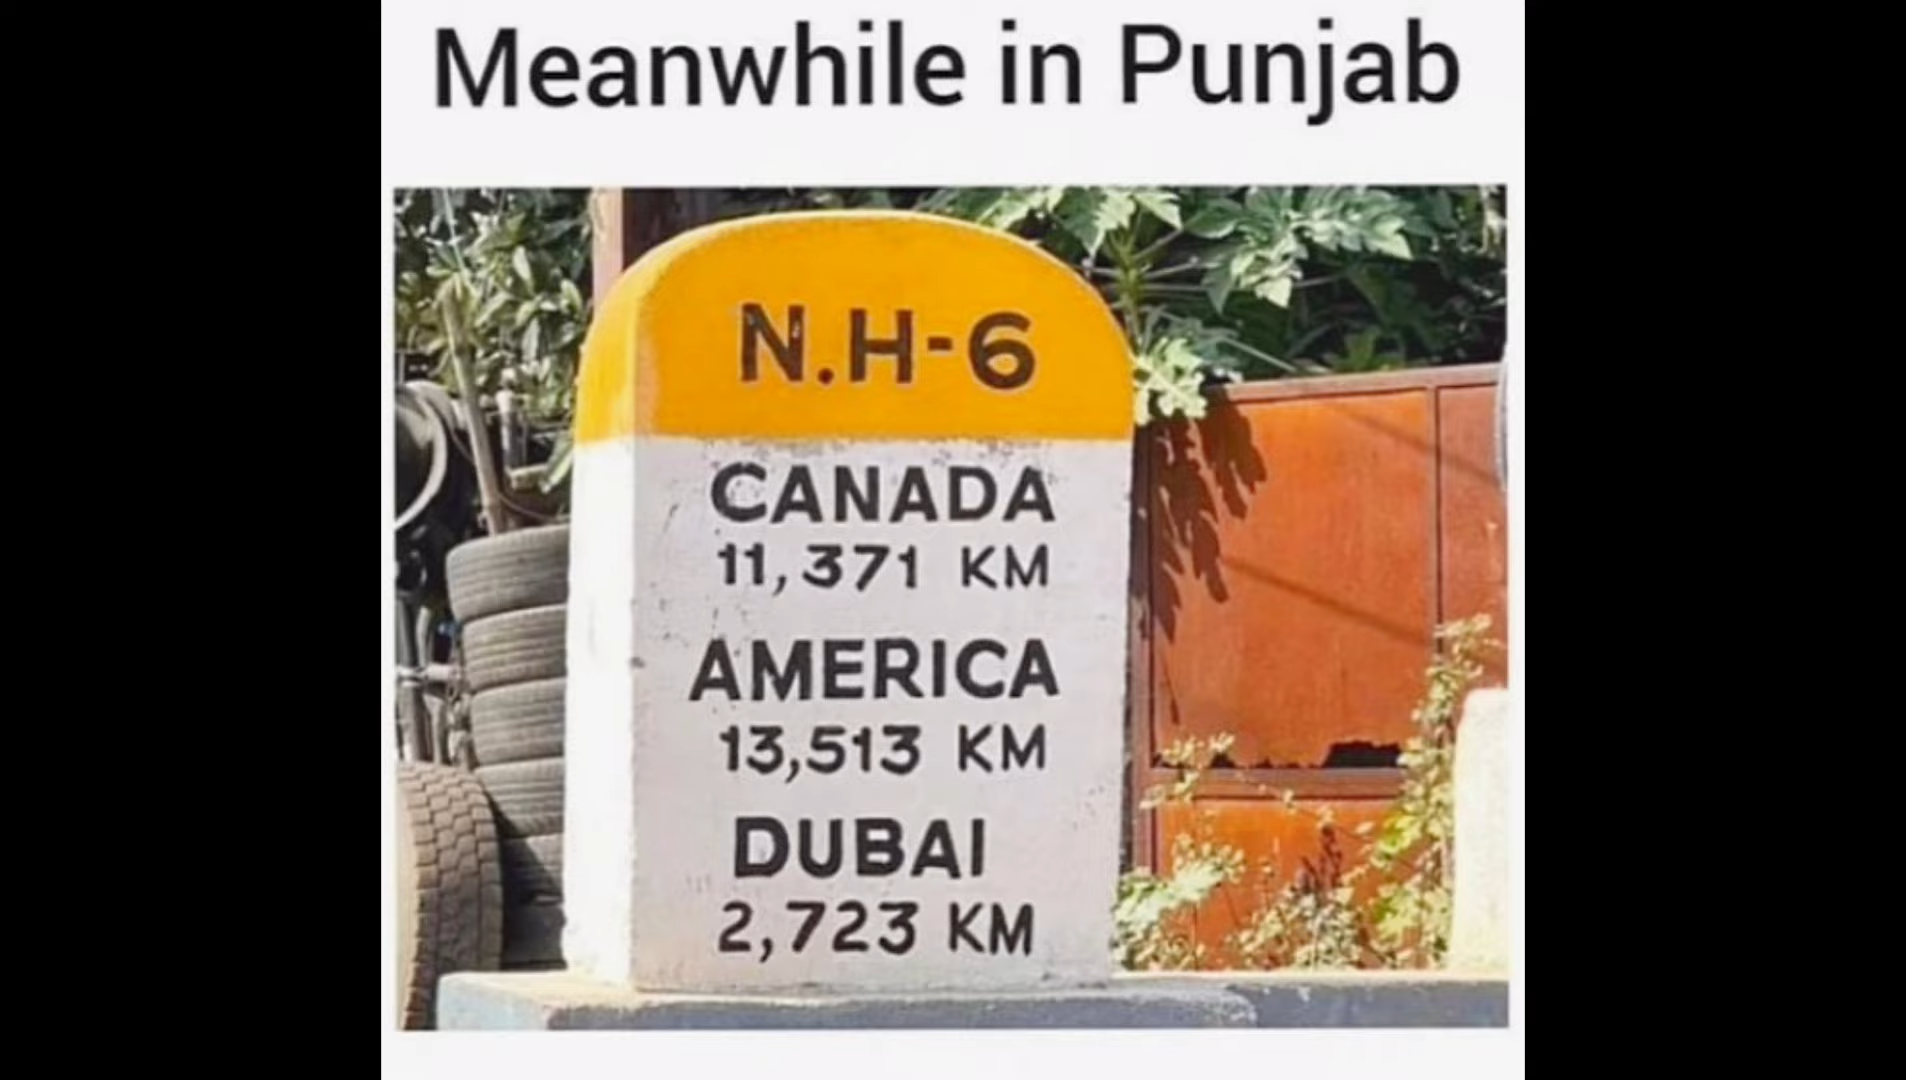 Meanwhile in Punjab
N.H-6
CANADA
11,371 KM
AMERICA
13,513 KM
DUBAI
2,723 KM